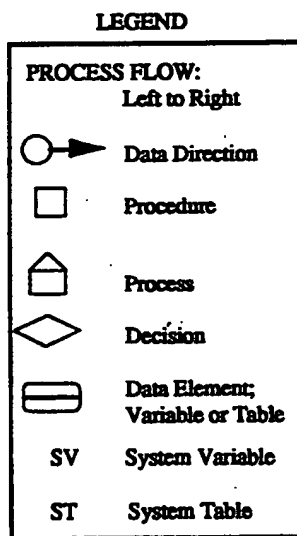 LEGEND
PROCESS FLOW:
Left to Right
Data Direction
Procedure
Process
Decision
Data Element;
Variable or Table
SV System Variable
ST System Table